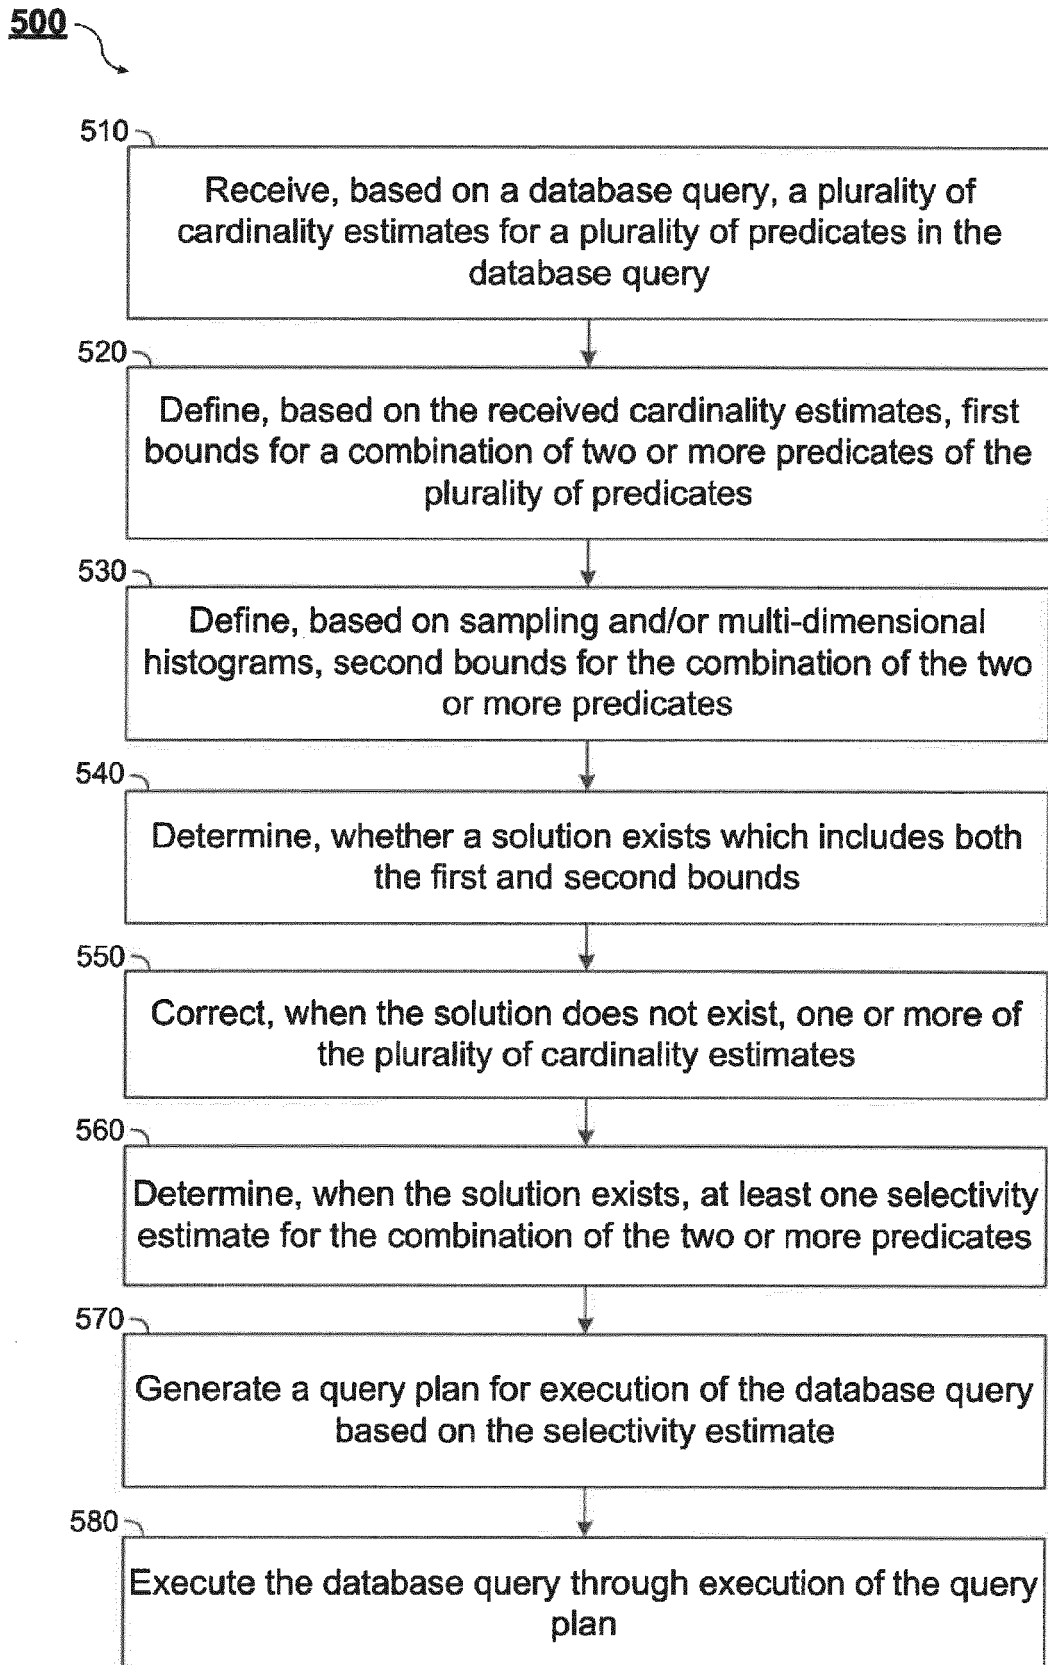 500
510
Receive, based on a database query, a plurality of
cardinality estimates for a plurality of predicates in the
database query
520
Define, based on the received cardinality estimates, first
bounds for a combination of two or more predicates of the
plurality of predicates
530
Define, based on sampling and/or multi-dimensional
histograms, second bounds for the combination of the two
or more predicates
540
Determine, whether a solution exists which includes both
the first and second bounds
550
Correct, when the solution does not exist, one or more of
the plurality of cardinality estimates
560
Determine, when the solution exists, at least one selectivity
estimate for the combination of the two or more predicates
570
Generate a query plan for execution of the database query
based on the selectivity estimate
580
Execute the database query through execution of the query
plan